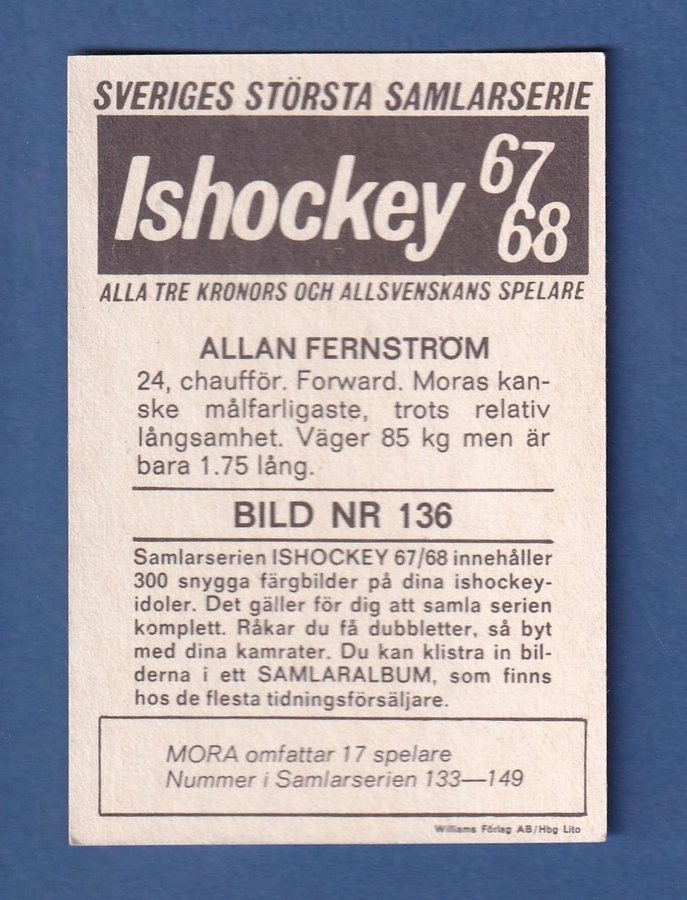 SVERIGES STÖRSTA SAMLARSERIE
Ishockey 67
68
ALLA TRE KRONORS OCH ALLSVENSKANS SPELARE
ALLAN FERNSTRÖM
24, chaufför. Forward. Moras kan-
ske målfarligaste, trots relativ
långsamhet. Väger 85 kg men är
bara 1.75 lång.
BILD NR 136
Samlarserien ISHOCKEY 67/68 innehåller
300 snygga färgbilder på dina ishockey-
idoler. Det gäller för dig att samla serien
komplett. Råkar du få dubbletter, så byt
med dina kamrater. Du kan klistra in bil-
derna i ett SAMLARALBUM, som finns
hos de flesta tidningsförsäljare.
MORA omfattar 17 spelare
Nummer i Samlarserien 133—149
Williams Förlag AB/Hbg Lito